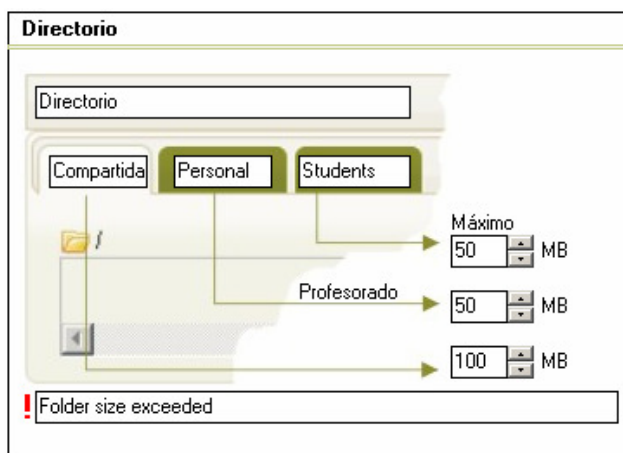 Directorio
Directorio
Compartida Personal Students
/
Máximo
50 MB
Profesorado
50 MB
100 MB
! Folder size exceeded